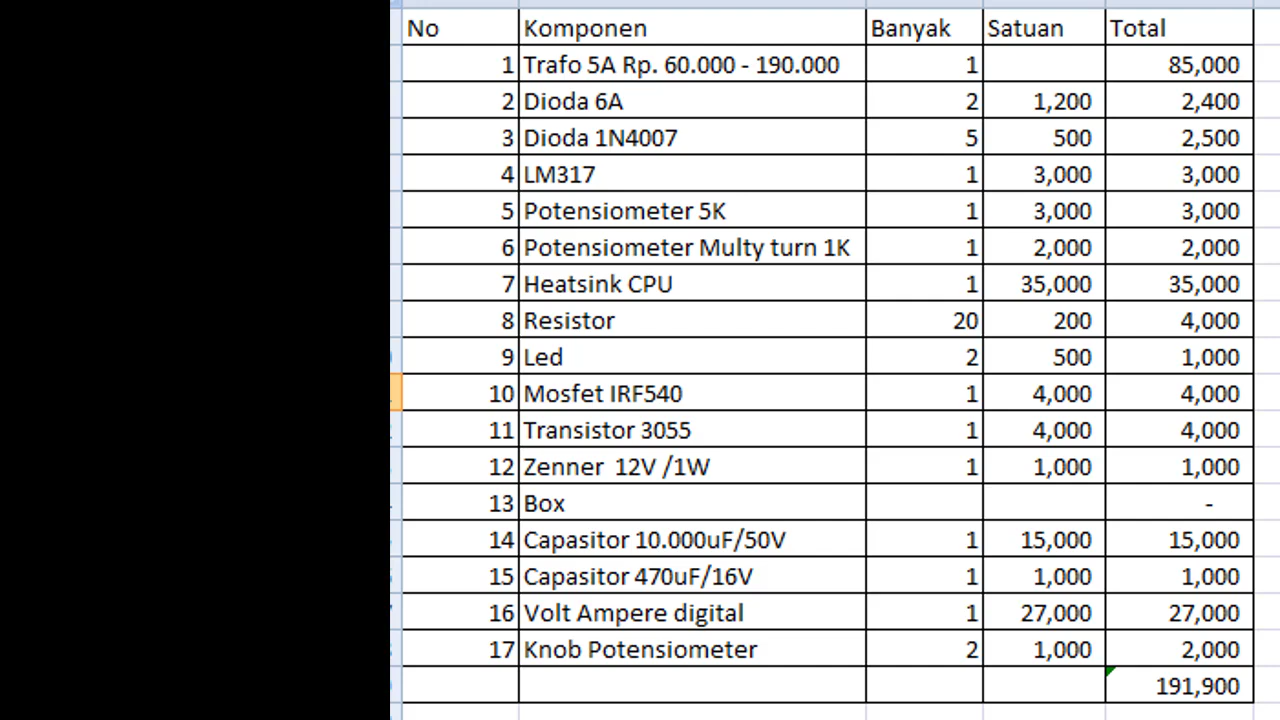 No Komponen Banyak Satuan Total
1 Trafo 5A Rp. 60.000 - 190.000 1 85,000
2 Dioda 6A 2 1,200 2,400
3 Dioda 1N4007 5 500 2,500
4 LM317 1 3,000 3,000
5 Potensiometer 5K 1 3,000 3,000
6 Potensiometer Multy turn 1K 1 2,000 2,000
7 Heatsink CPU 1 35,000 35,000
8 Resistor 20 200 4,000
9 Led 2 500 1,000
10 Mosfet IRF540 1 4,000 4,000
11 Transistor 3055 1 4,000 4,000
12 Zenner 12V /1W 1 1,000 1,000
13 Box -
14 Capasitor 10.000uF/50V 1 15,000 15,000
15 Capasitor 470uF/16V 1 1,000 1,000
16 Volt Ampere digital 1 27,000 27,000
17 Knob Potensiometer 2 1,000 2,000
191,900